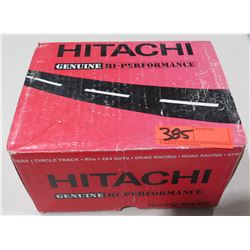 HITACHI
GENUINE HI-PERFORMANCE
385
CARS • CIRCLE TRACK • RVs • 4X4 SUVs • DRAG RACING • ROAD RACING
HITACHI
GENUINE HI-PERFORMANCE